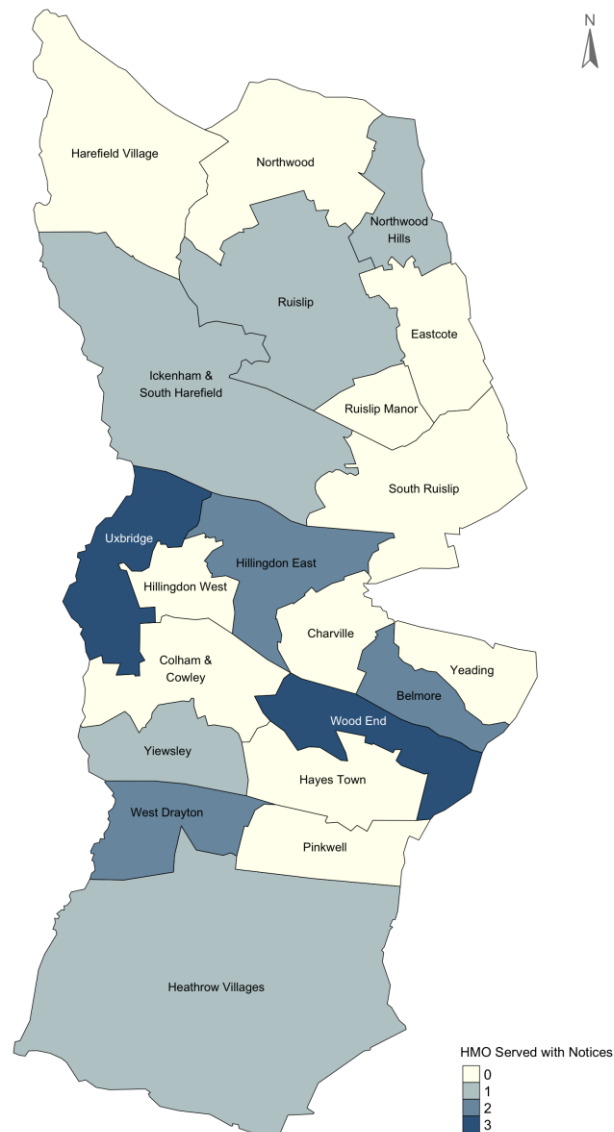 N
Harefield Village
Northwood
Northwood
Hills
Ruislip
Eastcote
Ickenham &
South Harefield
Ruislip Manor
South Ruislip
Uxbridge
Hillingdon East
Hillingdon West
Charville
Colham &
Cowley
Yeading
Belmore
Wood End
Yiewsley
Hayes Town
West Drayton
Pinkwell
Heathrow Villages
HMO Served with Notices
0
1
2
3